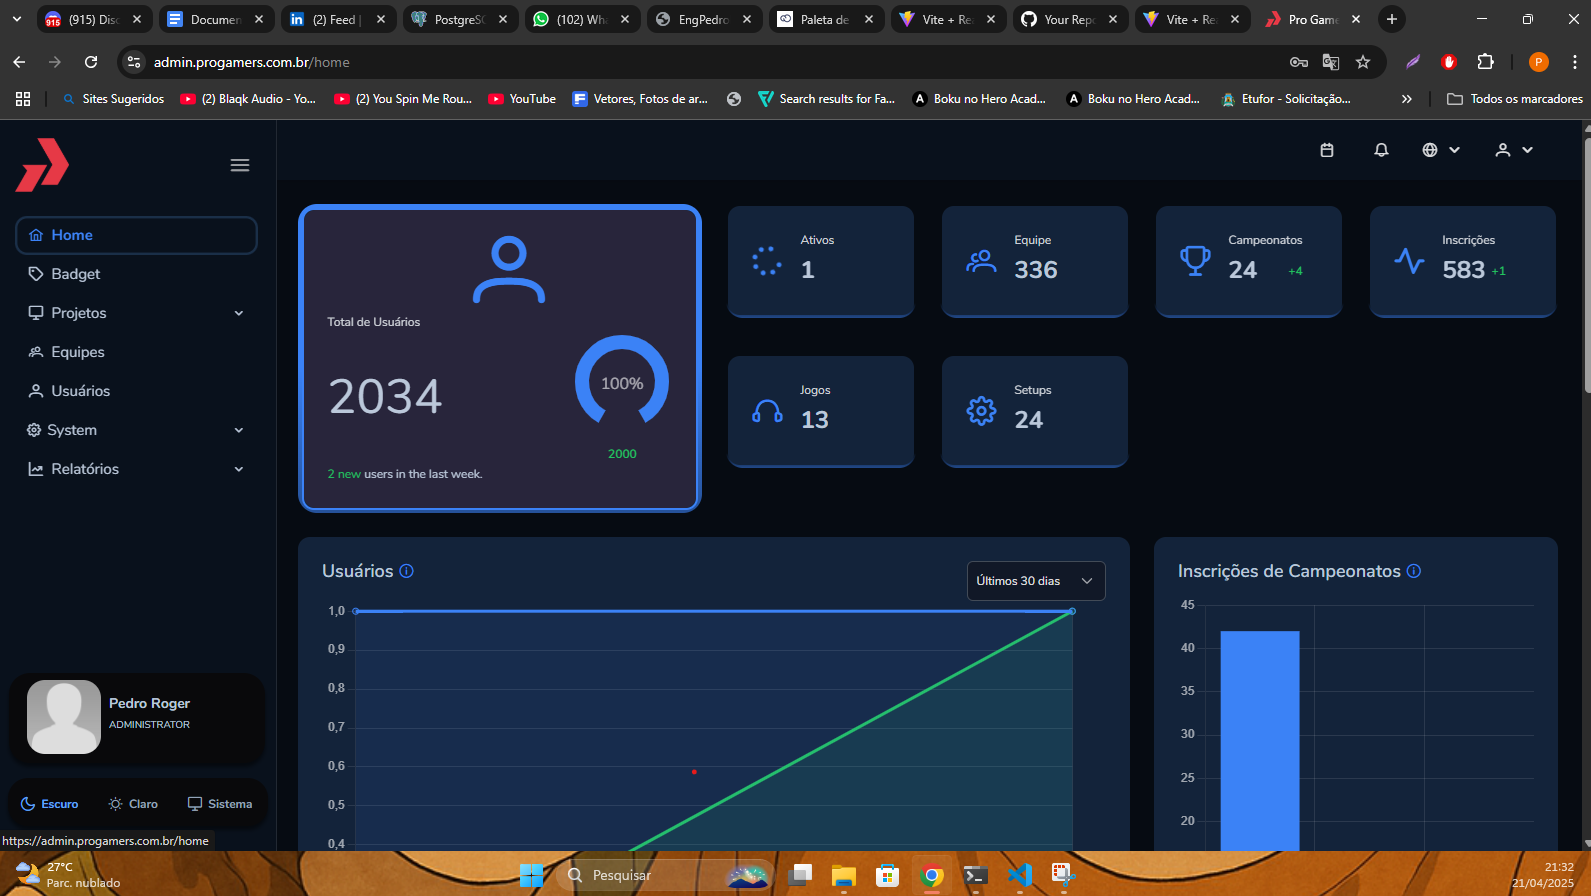 (915) Disc
Documen
(2) Feed |
PostgreSQ
(102) Wha
EngPedro
Paleta de
Vite + Re
Your Repo
Vite + Re
Pro Game
admin.progamers.com.br/home
Sites Sugeridos
(2) Blaqk Audio - Yo...
(2) You Spin Me Rou...
YouTube
Vetores, Fotos de ar...
Search results for Fa...
Boku no Hero Acad...
Boku no Hero Acad...
Etufor - Solicitação...
Todos os marcadores
Home
Badget
Projetos
Equipes
Usuários
System
Relatórios
Pedro Roger
ADMINISTRATOR
Escuro
Claro
Sistema
https://admin.progamers.com.br/home
Total de Usuários
2034
100%
2000
2 new users in the last week.
Ativos
1
Equipe
336
Campeonatos
24 +4
Inscrições
583 +1
Jogos
13
Setups
24
Usuários
Últimos 30 dias
1,0
0,9
0,8
0,7
0,6
0,5
0,4
Inscrições de Campeonatos
45
40
35
30
25
20
27°C
Parc. nublado
Pesquisar
21:32
21/04/2025